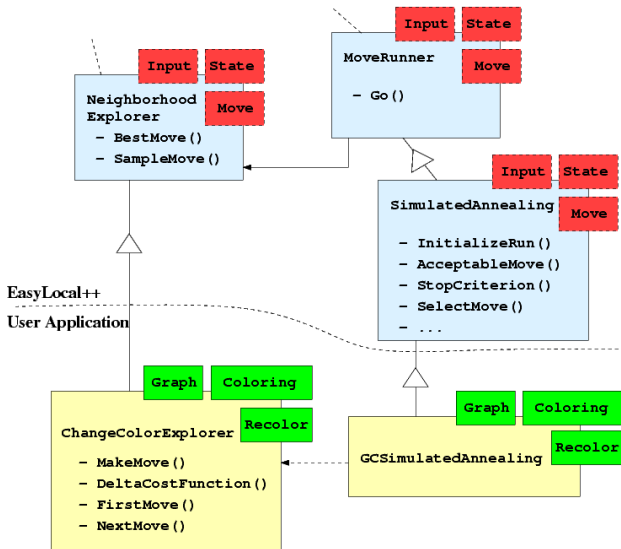 Input
State
MoveRunner
Move
– Go()
Input
State
Neighborhood
Explorer
Move
– BestMove()
– SampleMove()
Input
State
SimulatedAnnealing
Move
– InitializeRun()
– AcceptableMove()
– StopCriterion()
– SelectMove()
– ...
EasyLocal++
User Application
Graph
Coloring
Recolor
ChangeColorExplorer
– MakeMove()
– DeltaCostFunction()
– FirstMove()
– NextMove()
Graph
Coloring
Recolor
GCSimulatedAnnealing